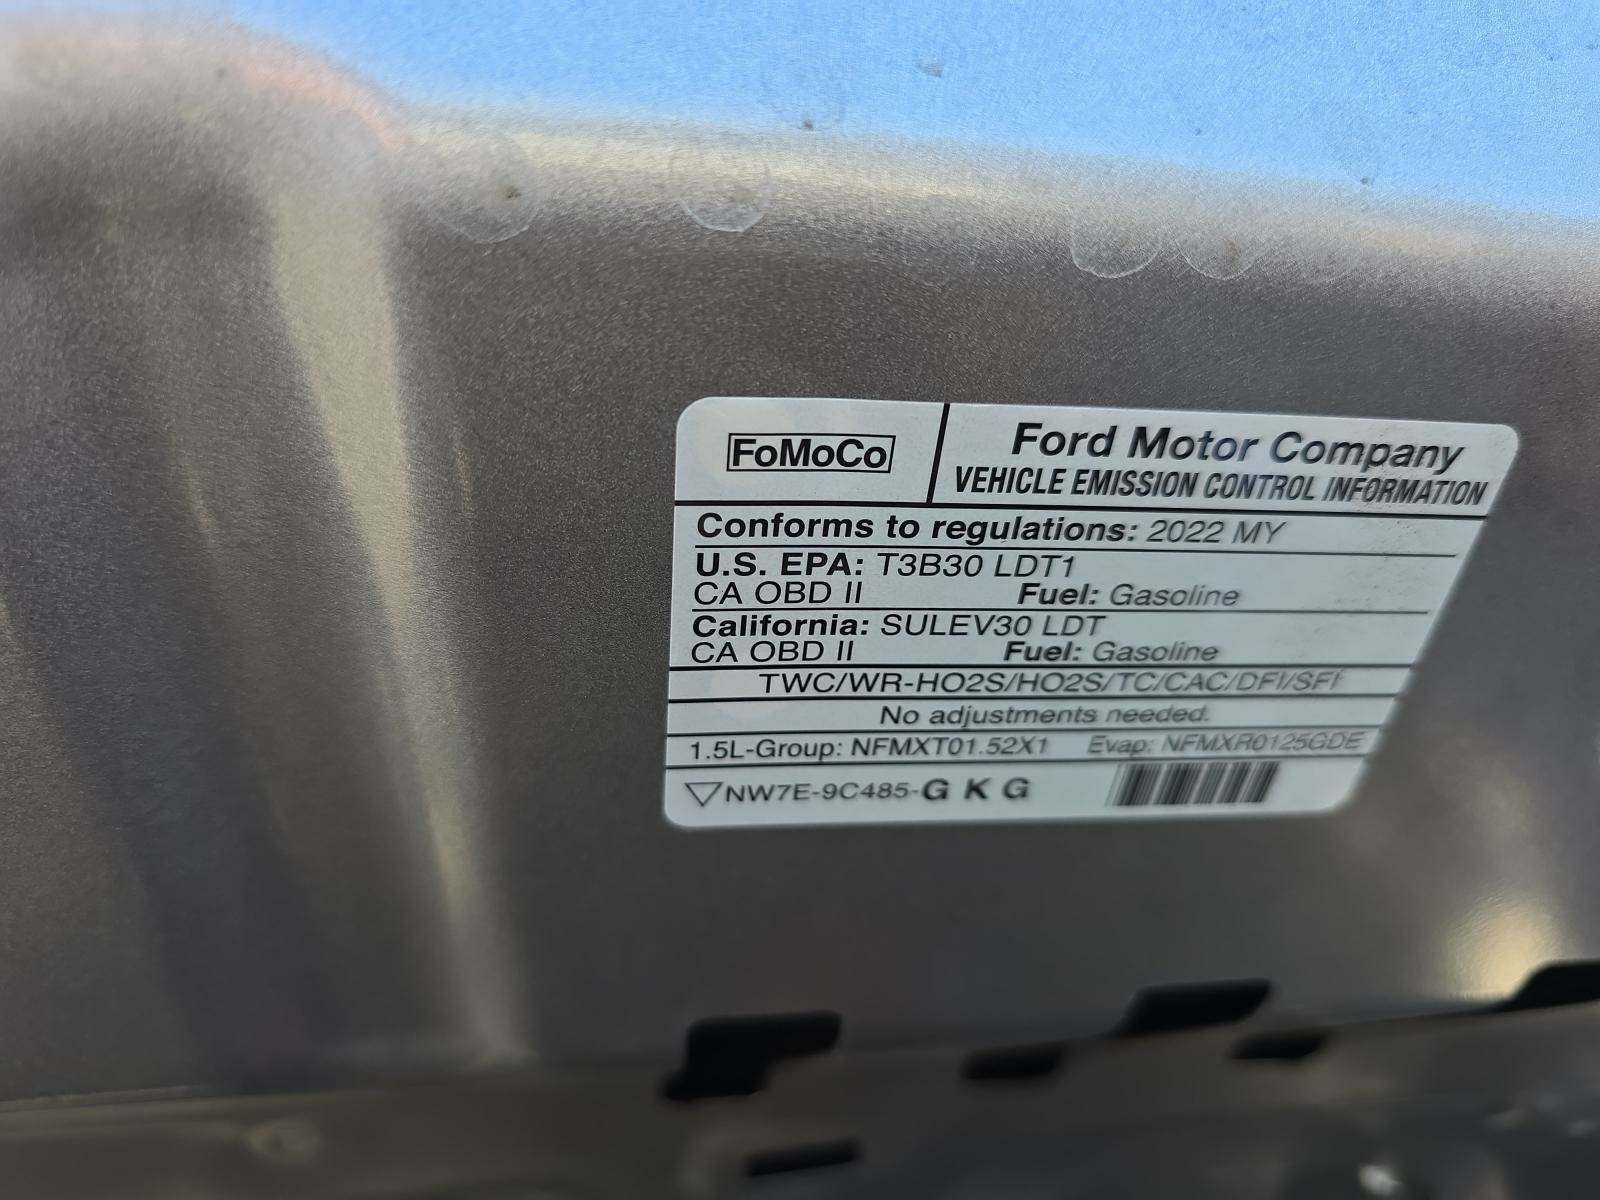 FoMoCo
Ford Motor Company
VEHICLE EMISSION CONTROL INFORMATION
Conforms to regulations: 2022 MY
U.S. EPA: T3B30 LDT1
CA OBD II Fuel: Gasoline
California: SULEV30 LDT
CA OBD II Fuel: Gasoline
TWC/WR-HO2S/HO2S/TC/CAC/DFI/SFI
No adjustments needed.
1.5L-Group: NFMXT01.52X1 Evap: NFMXR0125GDE
NW7E-9C485-G K G